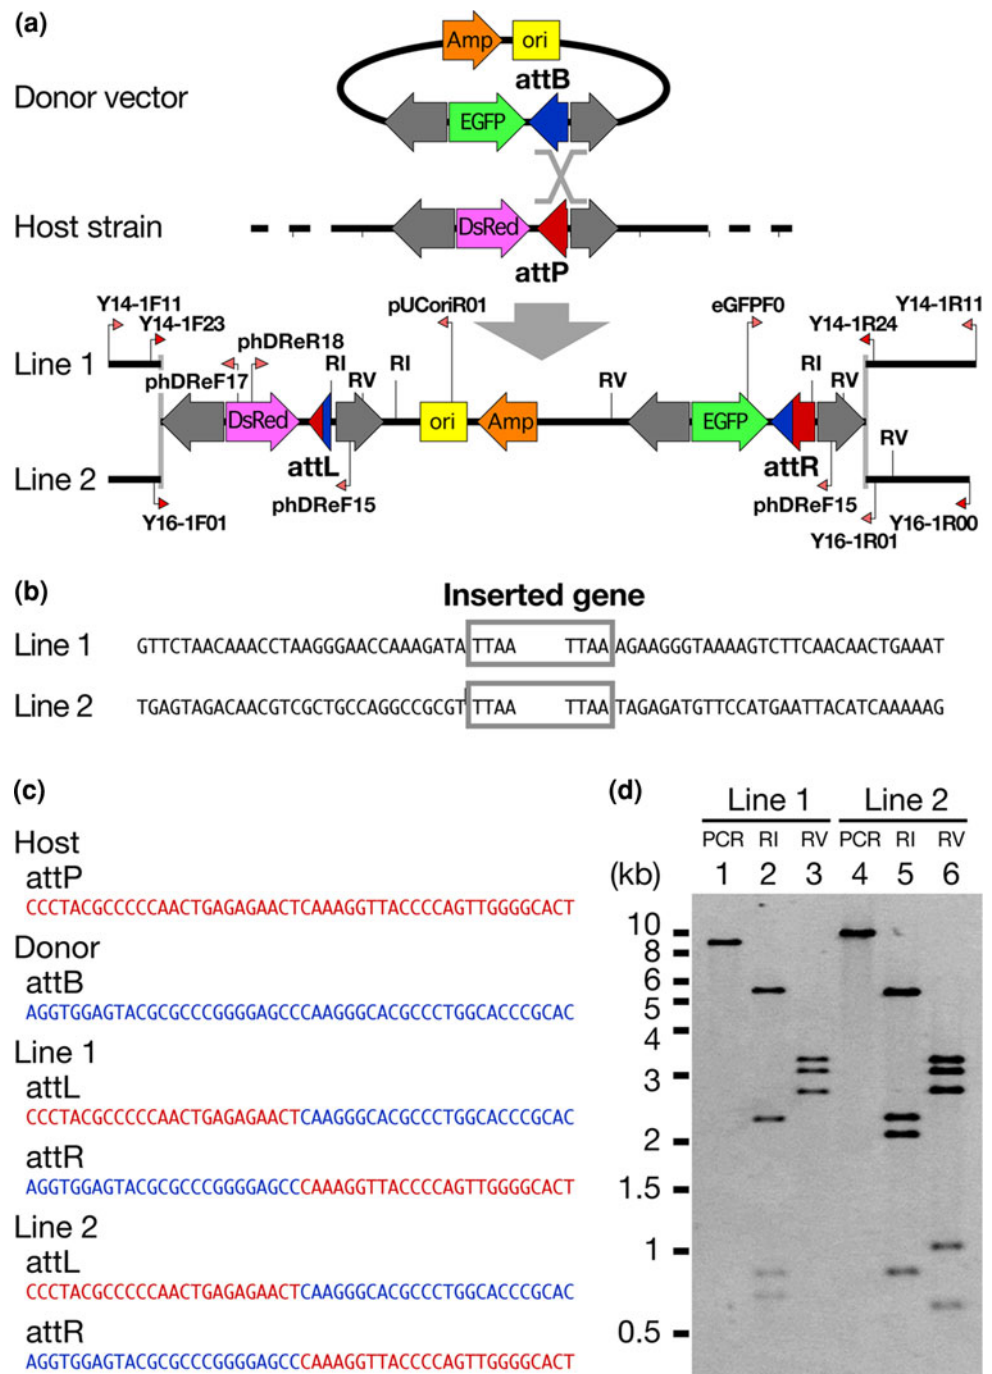 (a)
Amp ori
Donor vector
attB
EGFP
Host strain
DsRed
attP
Y14-1F11
Y14-1F23
pUCoriR01
eGFPF0
Y14-1R11
Y14-1R24
Line 1
phDReR18
phDReF17
RI
RV
RI
RV
RI
RV
DsRed
ori
Amp
EGFP
attL
attR
RV
Line 2
phDReF15
phDReF15
Y16-1F01
Y16-1R01
Y16-1R00
(b)
Inserted gene
Line 1 GTTCTAACAAACCTAAGGGAACCAAAGATA TTAA TTAA AGAAGGGTAAAAGTCTTCAACAACTGAAAT
Line 2 TGAGTAGACAACGTCGCTGCCAGGCCGCGT TTAA TTAA TAGAGATGTTCCATGAATTACATCAAAAAG
(c)
Host
attP
CCCTACGCCCCCAACTGAGAGAACTCAAAGGTTACCCCAGTTGGGGCACT
Donor
attB
AGGTGGAGTACGCGCCCGGGGAGCCCAAGGGCACGCCCTGGCACCCGCAC
Line 1
attL
CCCTACGCCCCCAACTGAGAGAACTCAAGGGCACGCCCTGGCACCCGCAC
attR
AGGTGGAGTACGCGCCCGGGGAGCCCAAAGGTTACCCCAGTTGGGGCACT
Line 2
attL
CCCTACGCCCCCAACTGAGAGAACTCAAGGGCACGCCCTGGCACCCGCAC
attR
AGGTGGAGTACGCGCCCGGGGAGCCCAAAGGTTACCCCAGTTGGGGCACT
(d)
Line 1 Line 2
PCR RI RV PCR RI RV
(kb) 1 2 3 4 5 6
10
8
6
5
4
3
2
1.5
1
0.5